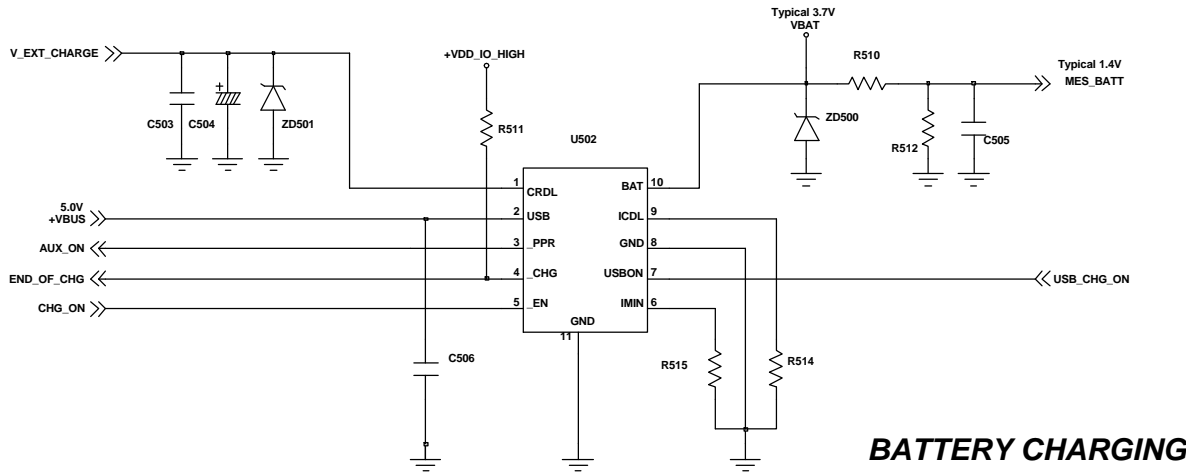 Typical 3.7V
VBAT
V_EXT_CHARGE
+VDD_IO_HIGH
R510
Typical 1.4V
MES_BATT
+
C503
C504
ZD501
R511
ZD500
R512
C505
U502
1
CRDL
BAT
10
5.0V
+VBUS
2
USB
ICDL
9
AUX_ON
3
_PPR
GND
8
END_OF_CHG
4
_CHG
USBON
7
USB_CHG_ON
CHG_ON
5
_EN
IMIN
6
GND
11
C506
R515
R514
BATTERY CHARGING